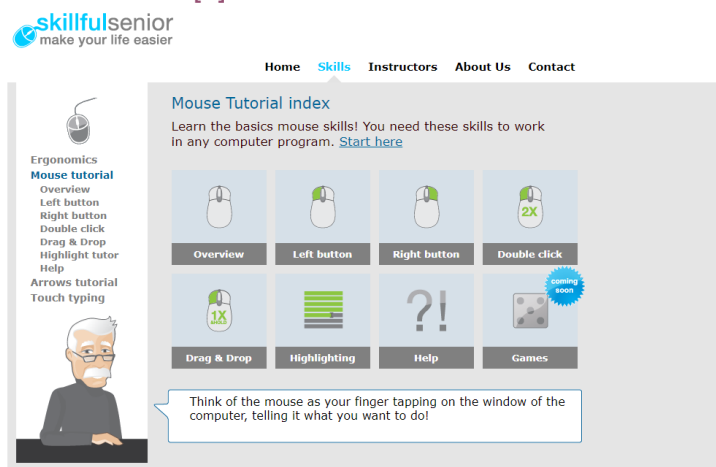 skillfulsenior
make your life easier
Home Skills Instructors About Us Contact
Mouse Tutorial index
Learn the basics mouse skills! You need these skills to work
in any computer program. Start here
Ergonomics
Mouse tutorial
Overview
Left button
Right button
Double click
Drag & Drop
Highlight tutor
Help
Arrows tutorial
Touch typing
2X
Overview Left button Right button Double click
coming
soon
1X
&HOLD
?!
Drag & Drop Highlighting Help Games
Think of the mouse as your finger tapping on the window of the
computer, telling it what you want to do!